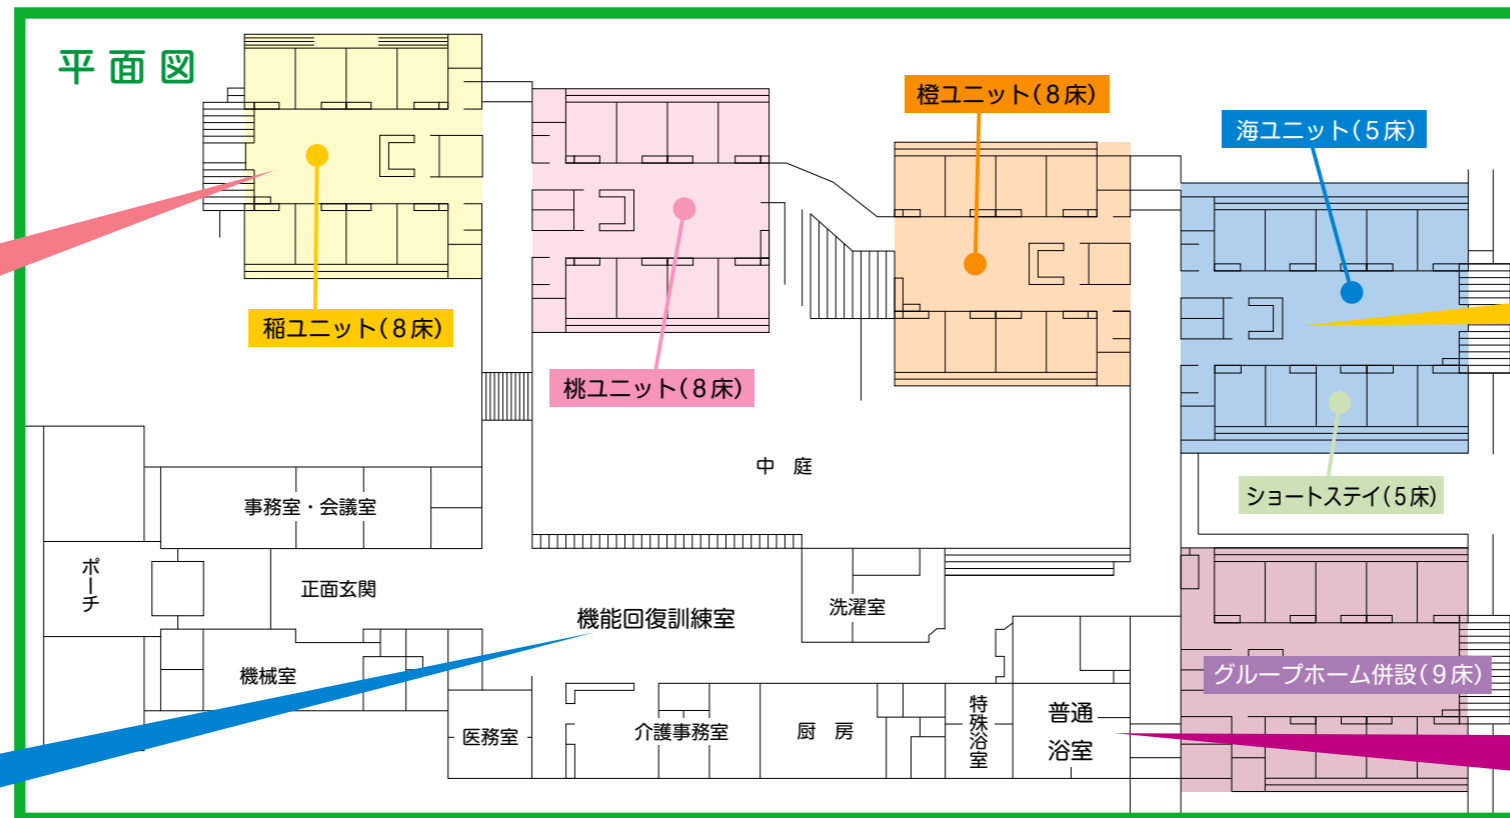 平面図
橙ユニット(8床)
海ユニット(5床)
稲ユニット(8床)
桃ユニット(8床)
中 庭
ショートステイ(5床)
事務室・会議室
ポーチ
正面玄関
機能回復訓練室
洗濯室
機械室
グループホーム併設(9床)
医務室
介護事務室
厨 房
特殊浴室
普通
浴室